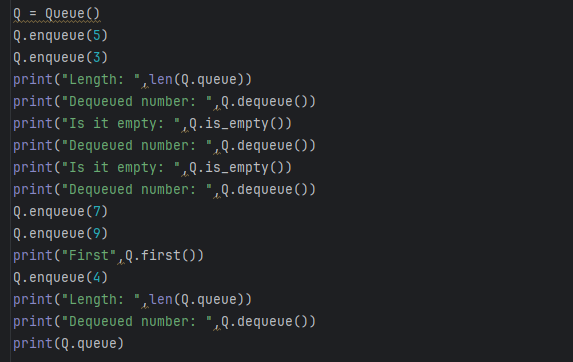 Q = Queue()
Q.enqueue(5)
Q.enqueue(3)
print("Length: ",len(Q.queue))
print("Dequeued number: ",Q.dequeue())
print("Is it empty: ",Q.is_empty())
print("Dequeued number: ",Q.dequeue())
print("Is it empty: ",Q.is_empty())
print("Dequeued number: ",Q.dequeue())
Q.enqueue(7)
Q.enqueue(9)
print("First",Q.first())
Q.enqueue(4)
print("Length: ",len(Q.queue))
print("Dequeued number: ",Q.dequeue())
print(Q.queue)